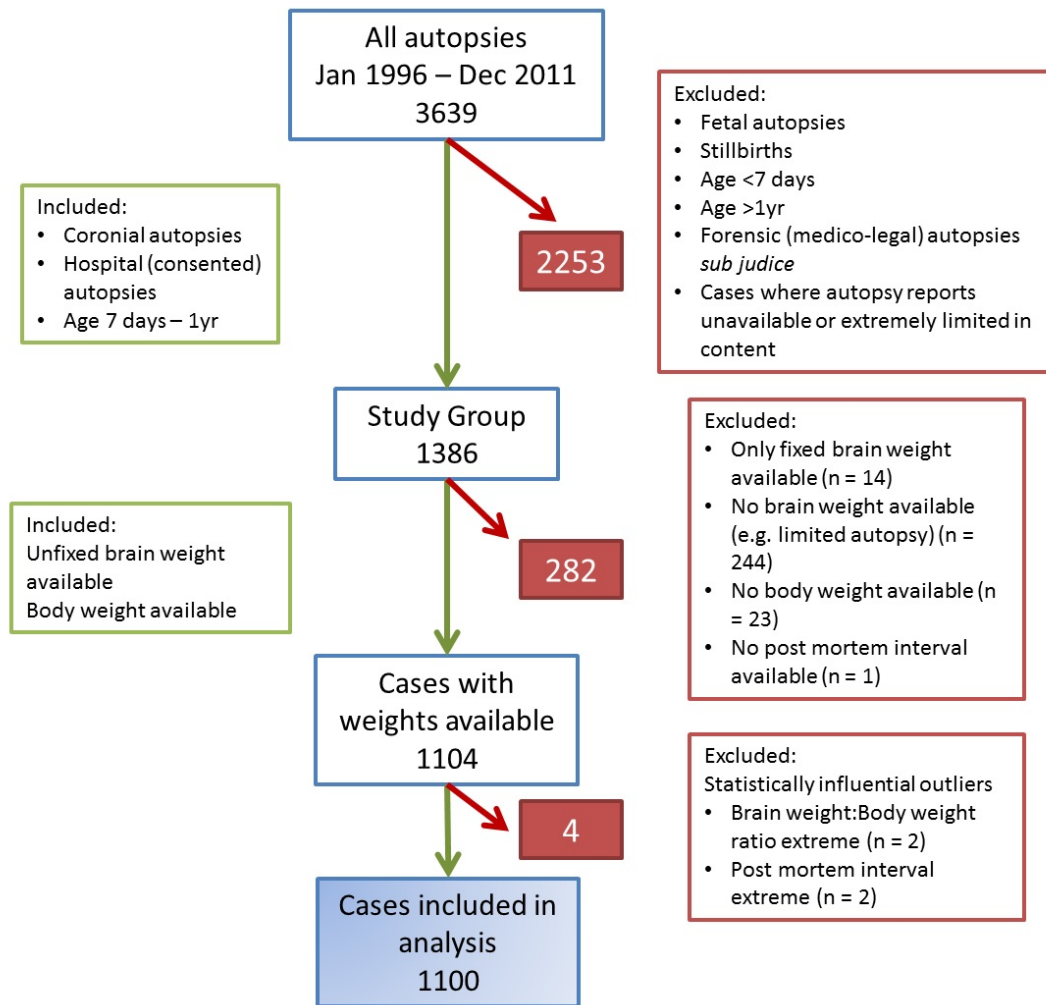 All autopsies
Jan 1996 – Dec 2011
3639
Excluded:
• Fetal autopsies
• Stillbirths
• Age <7 days
• Age >1yr
• Forensic (medico-legal) autopsies
sub judice
• Cases where autopsy reports
unavailable or extremely limited in
content
Included:
• Coronial autopsies
• Hospital (consented)
autopsies
• Age 7 days – 1yr
2253
Study Group
1386
Excluded:
• Only fixed brain weight
available (n = 14)
• No brain weight available
(e.g. limited autopsy) (n =
244)
• No body weight available (n
= 23)
• No post mortem interval
available (n = 1)
Included:
Unfixed brain weight
available
Body weight available
282
Cases with
weights available
1104
Excluded:
Statistically influential outliers
• Brain weight:Body weight
ratio extreme (n = 2)
• Post mortem interval
extreme (n = 2)
4
Cases included in
analysis
1100